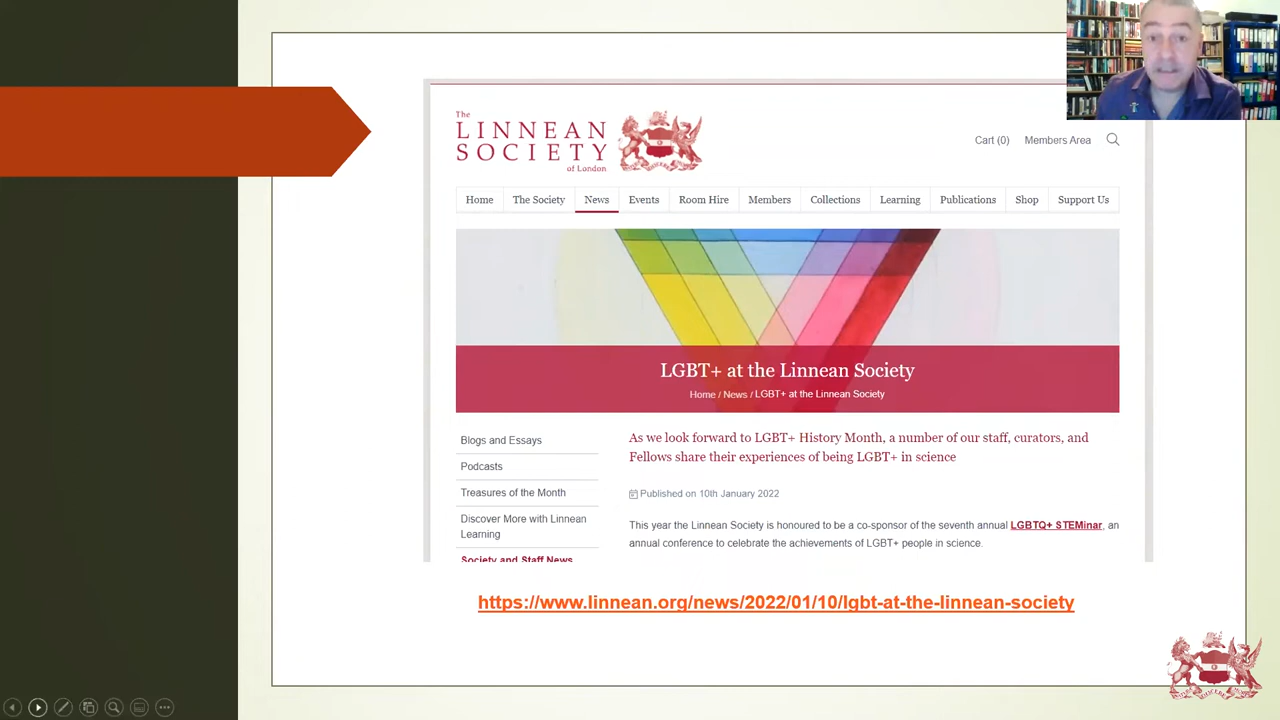 The
LINNEAN
SOCIETY
of London
Cart (0) Members Area
Home The Society News Events Room Hire Members Collections Learning Publications Shop Support Us
LGBT+ at the Linnean Society
Home / News / LGBT+ at the Linnean Society
Blogs and Essays
Podcasts
Treasures of the Month
Discover More with Linnean
Learning
Society and Staff News
As we look forward to LGBT+ History Month, a number of our staff, curators, and
Fellows share their experiences of being LGBT+ in science
Published on 10th January 2022
This year the Linnean Society is honoured to be a co-sponsor of the seventh annual LGBTQ+ STEMinar, an
annual conference to celebrate the achievements of LGBT+ people in science.
https://www.linnean.org/news/2022/01/10/lgbt-at-the-linnean-society